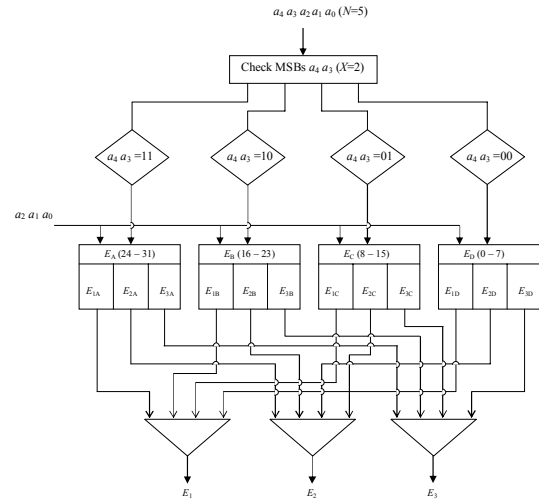 a4 a3 a2 a1 a0 (N=5)
Check MSBs a4 a3 (X=2)
a4 a3 =11 a4 a3 =10 a4 a3 =01 a4 a3 =00
a2 a1 a0
EA (24 – 31) EB (16 – 23) EC (8 – 15) ED (0 – 7)
E1A E2A E3A E1B E2B E3B E1C E2C E3C E1D E2D E3D
E1 E2 E3